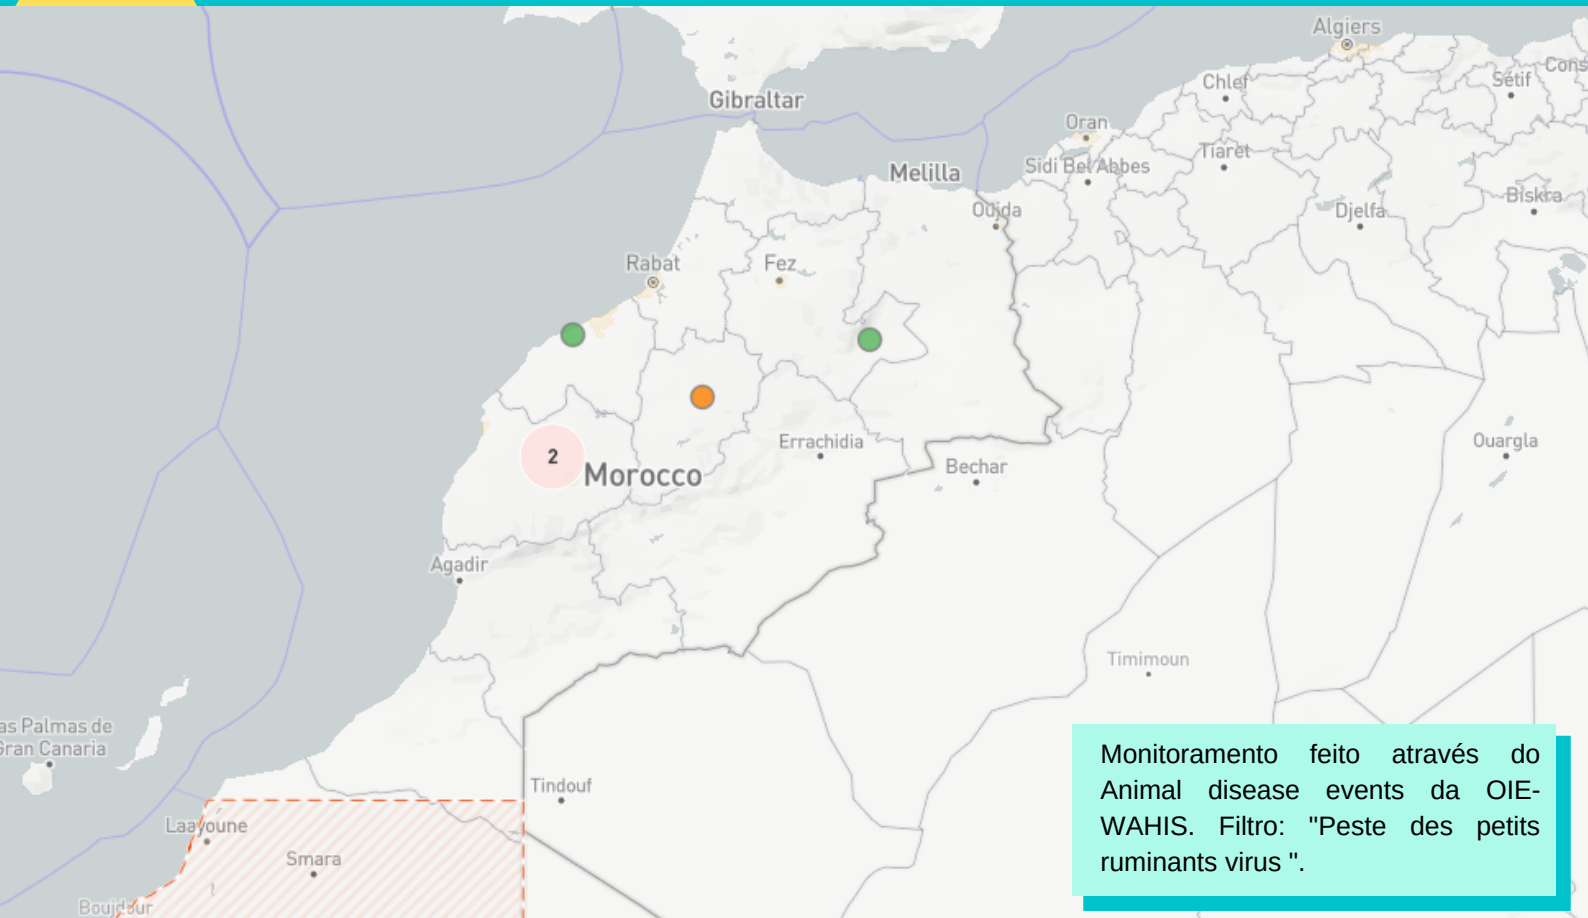 Algiers
Cons
Sétif
Chlef
Gibraltar
Oran
Tiaret
Sidi Bel Abbes
Melilla
Biskra
Oujda
Djelfa
Rabat
Fez
Errachidia
Ouargla
2
Morocco
Bechar
Agadir
Timimoun
as Palmas de
Gran Canaria
Tindouf
Laayoune
Smara
Boujdour
Monitoramento feito através do
Animal disease events da OIE-
WAHIS. Filtro: "Peste des petits
ruminants virus ".